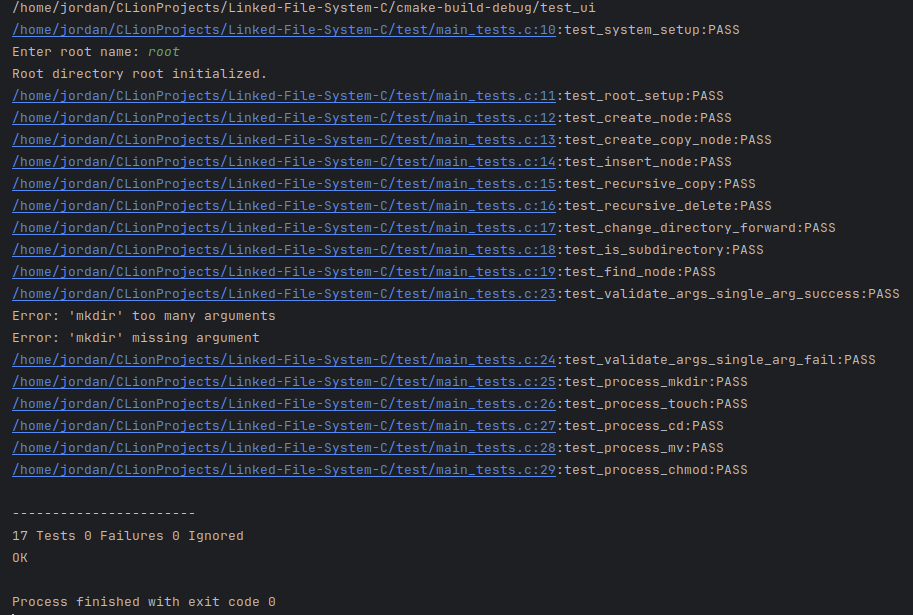 /home/jordan/CLionProjects/Linked-File-System-C/cmake-build-debug/test_ui
/home/jordan/CLionProjects/Linked-File-System-C/test/main_tests.c:10:test_system_setup:PASS
Enter root name: root
Root directory root initialized.
/home/jordan/CLionProjects/Linked-File-System-C/test/main_tests.c:11:test_root_setup:PASS
/home/jordan/CLionProjects/Linked-File-System-C/test/main_tests.c:12:test_create_node:PASS
/home/jordan/CLionProjects/Linked-File-System-C/test/main_tests.c:13:test_create_copy_node:PASS
/home/jordan/CLionProjects/Linked-File-System-C/test/main_tests.c:14:test_insert_node:PASS
/home/jordan/CLionProjects/Linked-File-System-C/test/main_tests.c:15:test_recursive_copy:PASS
/home/jordan/CLionProjects/Linked-File-System-C/test/main_tests.c:16:test_recursive_delete:PASS
/home/jordan/CLionProjects/Linked-File-System-C/test/main_tests.c:17:test_change_directory_forward:PASS
/home/jordan/CLionProjects/Linked-File-System-C/test/main_tests.c:18:test_is_subdirectory:PASS
/home/jordan/CLionProjects/Linked-File-System-C/test/main_tests.c:19:test_find_node:PASS
/home/jordan/CLionProjects/Linked-File-System-C/test/main_tests.c:23:test_validate_args_single_arg_success:PASS
Error: 'mkdir' too many arguments
Error: 'mkdir' missing argument
/home/jordan/CLionProjects/Linked-File-System-C/test/main_tests.c:24:test_validate_args_single_arg_fail:PASS
/home/jordan/CLionProjects/Linked-File-System-C/test/main_tests.c:25:test_process_mkdir:PASS
/home/jordan/CLionProjects/Linked-File-System-C/test/main_tests.c:26:test_process_touch:PASS
/home/jordan/CLionProjects/Linked-File-System-C/test/main_tests.c:27:test_process_cd:PASS
/home/jordan/CLionProjects/Linked-File-System-C/test/main_tests.c:28:test_process_mv:PASS
/home/jordan/CLionProjects/Linked-File-System-C/test/main_tests.c:29:test_process_chmod:PASS
-----------------------
17 Tests 0 Failures 0 Ignored
OK
Process finished with exit code 0